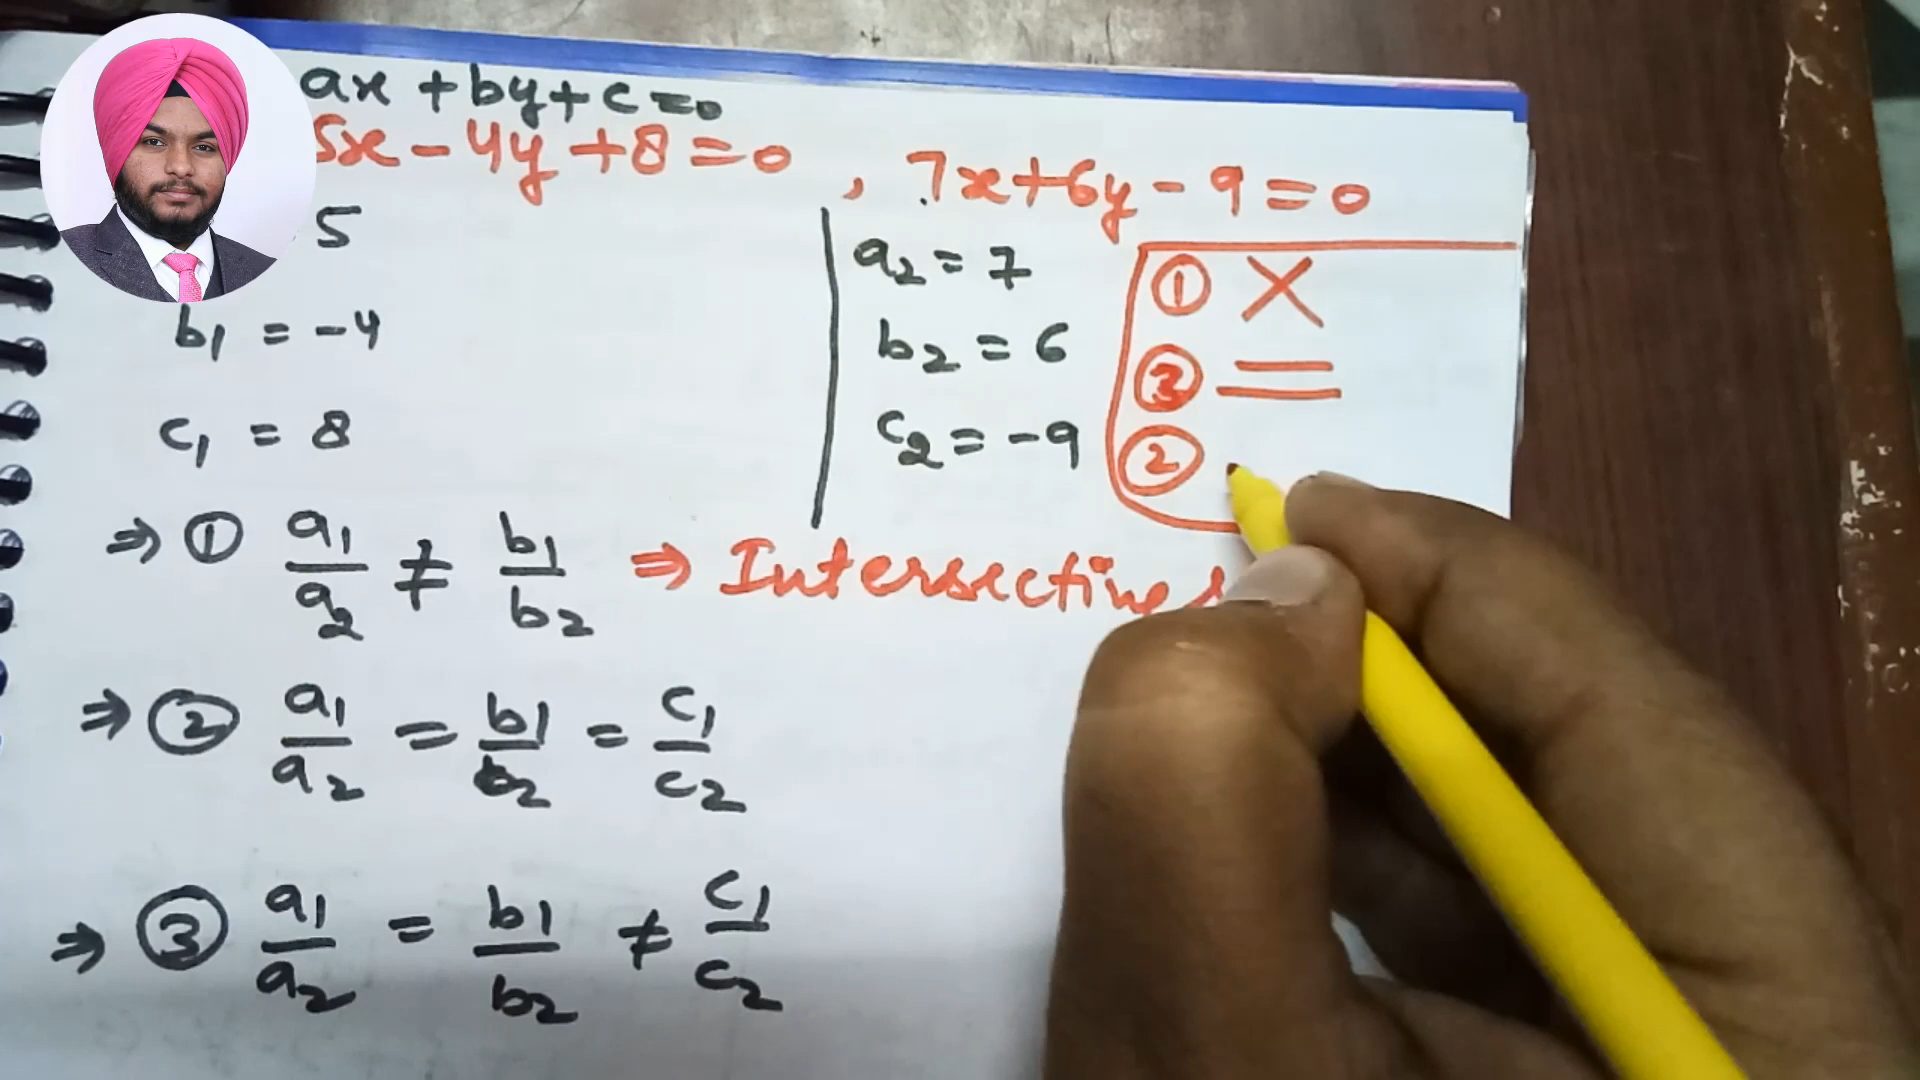 ax + by + c = 0
5x - 4y + 8 = 0 , 7x + 6y - 9 = 0
5
b1 = -4
c1 = 8
a2 = 7
b2 = 6
c2 = -9
① ×
③ =
②
⇒ ① a1/a2 ≠ b1/b2 ⇒ Intersecting
⇒ ② a1/a2 = b1/b2 = c1/c2
⇒ ③ a1/a2 = b1/b2 ≠ c1/c2